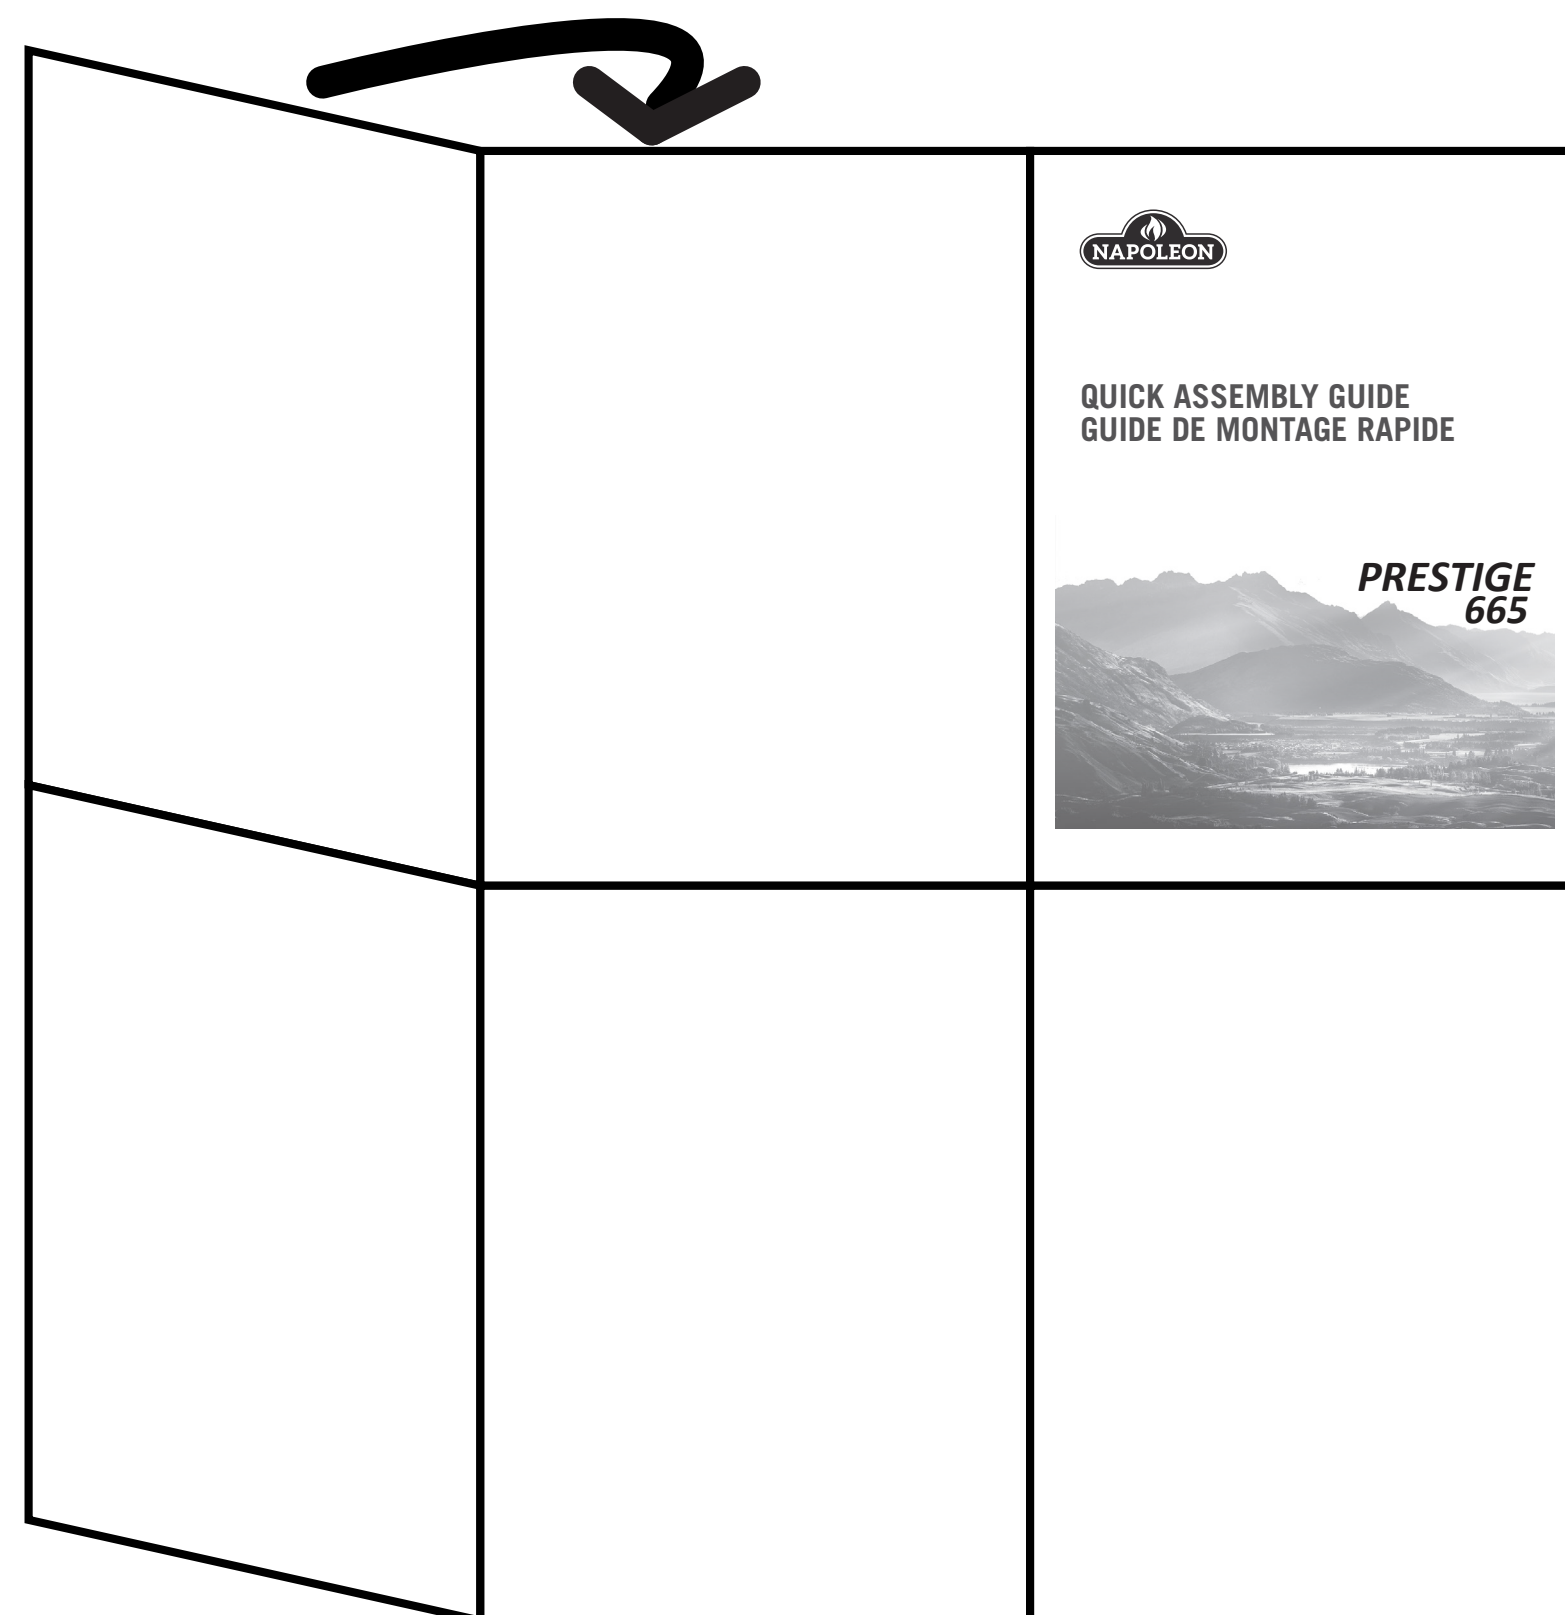 NAPOLEON
QUICK ASSEMBLY GUIDE
GUIDE DE MONTAGE RAPIDE
PRESTIGE
665